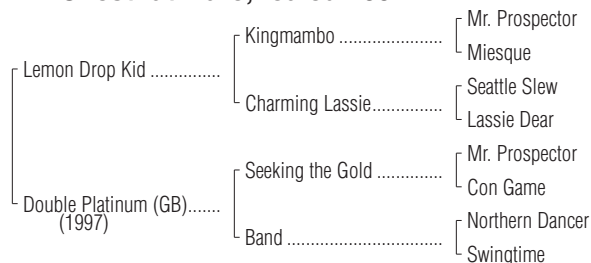 Kingmambo ....................
Mr. Prospector
Miesque
Lemon Drop Kid ...............
Charming Lassie...............
Seattle Slew
Lassie Dear
Seeking the Gold ..............
Mr. Prospector
Con Game
Double Platinum (GB).......
(1997)
Band .................................
Northern Dancer
Swingtime